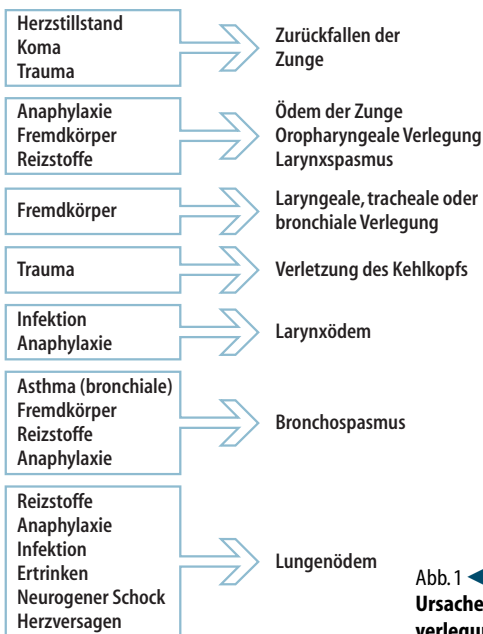 Herzstillstand
Koma
Trauma
Zurückfallen der
Zunge
Anaphylaxie
Fremdkörper
Reizstoffe
Ödem der Zunge
Oropharyngeale Verlegung
Larynxspasmus
Fremdkörper
Laryngeale, tracheale oder
bronchiale Verlegung
Trauma
Verletzung des Kehlkopfs
Infektion
Anaphylaxie
Larynxödem
Asthma (bronchiale)
Fremdkörper
Reizstoffe
Anaphylaxie
Bronchospasmus
Reizstoffe
Anaphylaxie
Infektion
Ertrinken
Neurogener Schock
Herzversagen
Lungenödem
Abb. 1
Ursache